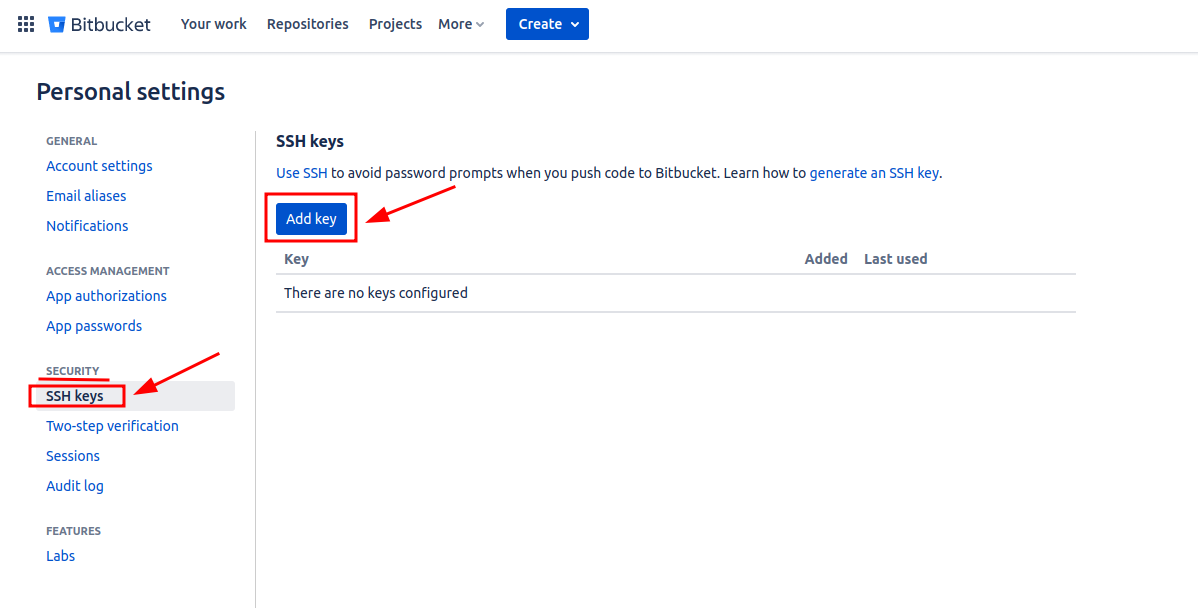 Bitbucket Your work Repositories Projects More Create
Personal settings
GENERAL
Account settings
Email aliases
Notifications
ACCESS MANAGEMENT
App authorizations
App passwords
SECURITY
SSH keys
Two-step verification
Sessions
Audit log
FEATURES
Labs
SSH keys
Use SSH to avoid password prompts when you push code to Bitbucket. Learn how to generate an SSH key.
Add key
Key Added Last used
There are no keys configured